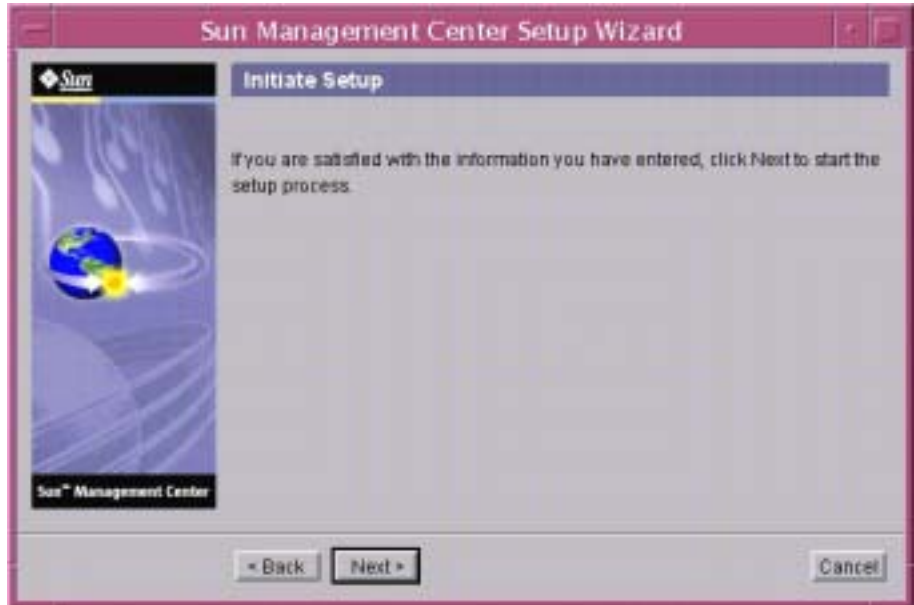 Sun Management Center Setup Wizard
Sun
Initiate Setup
If you are satisfied with the information you have entered, click Next to start the
setup process.
Sun™ Management Center
< Back
Next >
Cancel